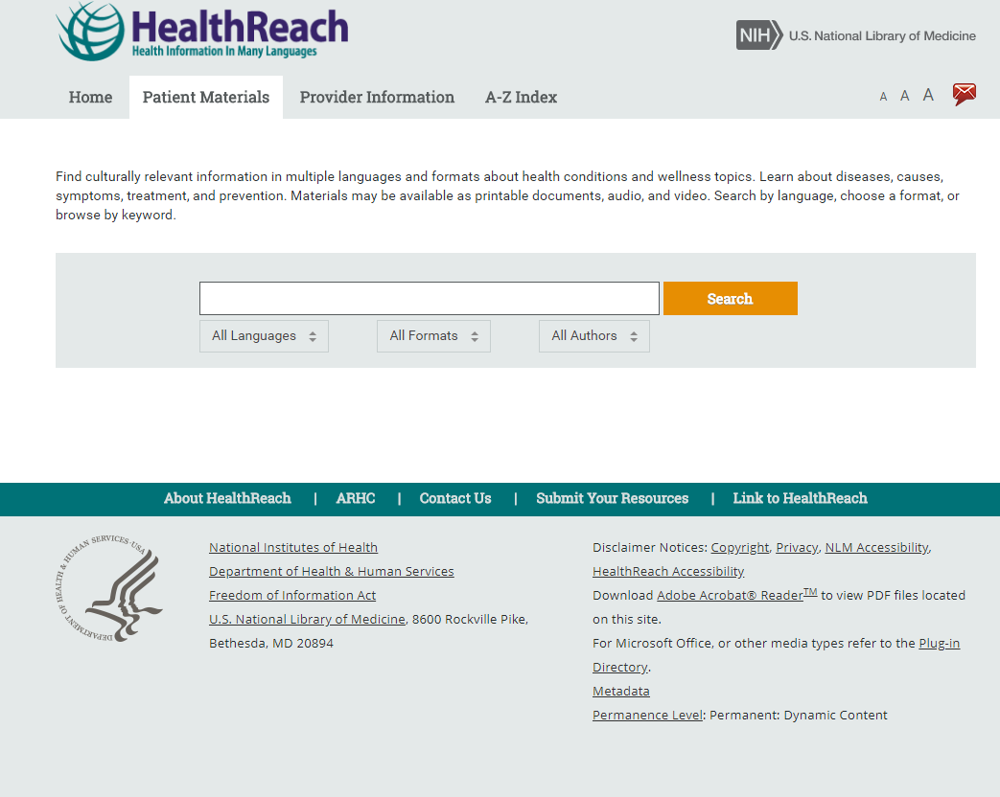 HealthReach
Health Information In Many Languages
NIH U.S. National Library of Medicine
Home Patient Materials Provider Information A-Z Index A A A
Find culturally relevant information in multiple languages and formats about health conditions and wellness topics. Learn about diseases, causes,
symptoms, treatment, and prevention. Materials may be available as printable documents, audio, and video. Search by language, choose a format, or
browse by keyword.
Search
All Languages All Formats All Authors
About HealthReach | ARHC | Contact Us | Submit Your Resources | Link to HealthReach
DEPARTMENT OF HEALTH & HUMAN SERVICES·USA
National Institutes of Health
Department of Health & Human Services
Freedom of Information Act
U.S. National Library of Medicine, 8600 Rockville Pike,
Bethesda, MD 20894
Disclaimer Notices: Copyright, Privacy, NLM Accessibility,
HealthReach Accessibility
Download Adobe Acrobat® Reader™ to view PDF files located
on this site.
For Microsoft Office, or other media types refer to the Plug-in
Directory.
Metadata
Permanence Level: Permanent: Dynamic Content